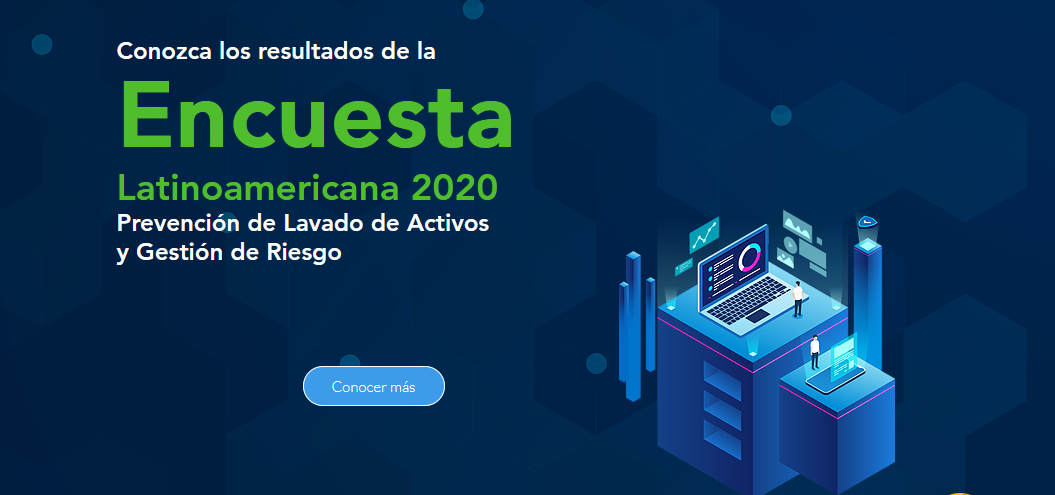 Conozca los resultados de la
Encuesta
Latinoamericana 2020
Prevención de Lavado de Activos
y Gestión de Riesgo
Conocer más